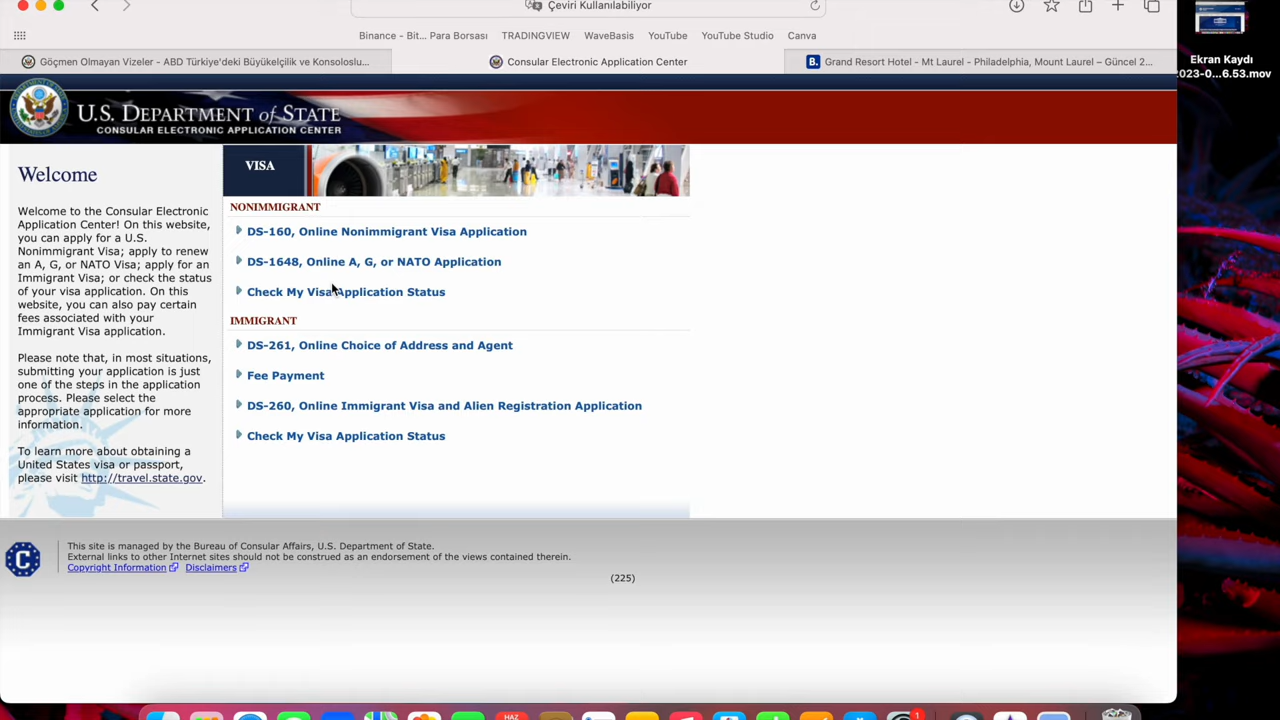 Çeviri Kullanılabiliyor
Binance - Bit... Para Borsası TRADINGVIEW WaveBasis YouTube YouTube Studio Canva
Göçmen Olmayan Vizeler - ABD Türkiye'deki Büyükelçilik ve Konsoloslu...
Consular Electronic Application Center
B. Grand Resort Hotel - Mt Laurel - Philadelphia, Mount Laurel – Güncel 2...
Ekran Kaydı
2023-0...6.53.mov
U.S. DEPARTMENT of STATE
CONSULAR ELECTRONIC APPLICATION CENTER
Welcome
Welcome to the Consular Electronic
Application Center! On this website,
you can apply for a U.S.
Nonimmigrant Visa; apply to renew
an A, G, or NATO Visa; apply for an
Immigrant Visa; or check the status
of your visa application. On this
website, you can also pay certain
fees associated with your
Immigrant Visa application.
Please note that, in most situations,
submitting your application is just
one of the steps in the application
process. Please select the
appropriate application for more
information.
To learn more about obtaining a
United States visa or passport,
please visit http://travel.state.gov.
VISA
NONIMMIGRANT
DS-160, Online Nonimmigrant Visa Application
DS-1648, Online A, G, or NATO Application
Check My Visa Application Status
IMMIGRANT
DS-261, Online Choice of Address and Agent
Fee Payment
DS-260, Online Immigrant Visa and Alien Registration Application
Check My Visa Application Status
C
This site is managed by the Bureau of Consular Affairs, U.S. Department of State.
External links to other Internet sites should not be construed as an endorsement of the views contained therein.
Copyright Information Disclaimers
(225)
HAZ
1